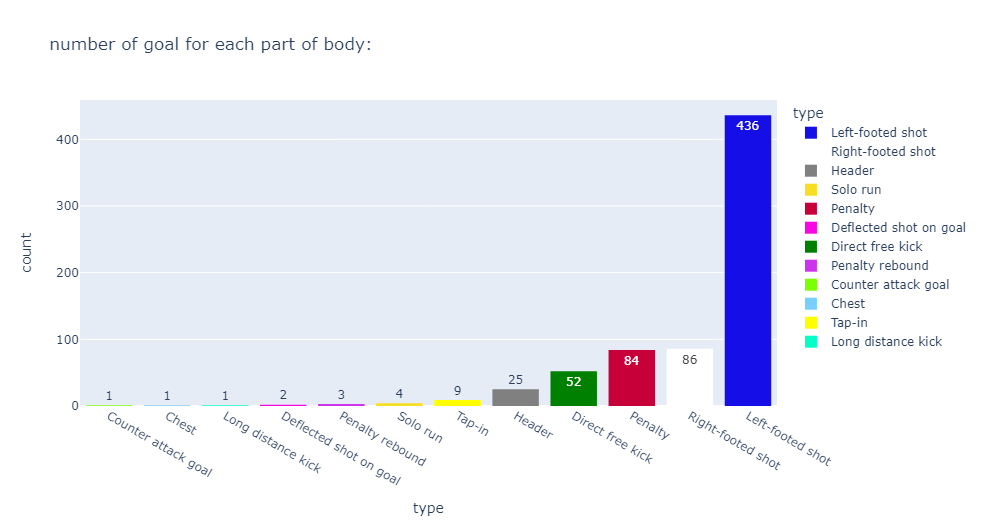 number of goal for each part of body:
type
Left-footed shot
Right-footed shot
Header
Solo run
Penalty
Deflected shot on goal
Direct free kick
Penalty rebound
Counter attack goal
Chest
Tap-in
Long distance kick
count
400
300
200
100
0
1
1
1
2
3
4
9
25
52
84
86
436
Counter attack goal
Chest
Long distance kick
Deflected shot on goal
Penalty rebound
Solo run
Tap-in
Header
Direct free kick
Penalty
Right-footed shot
Left-footed shot
type